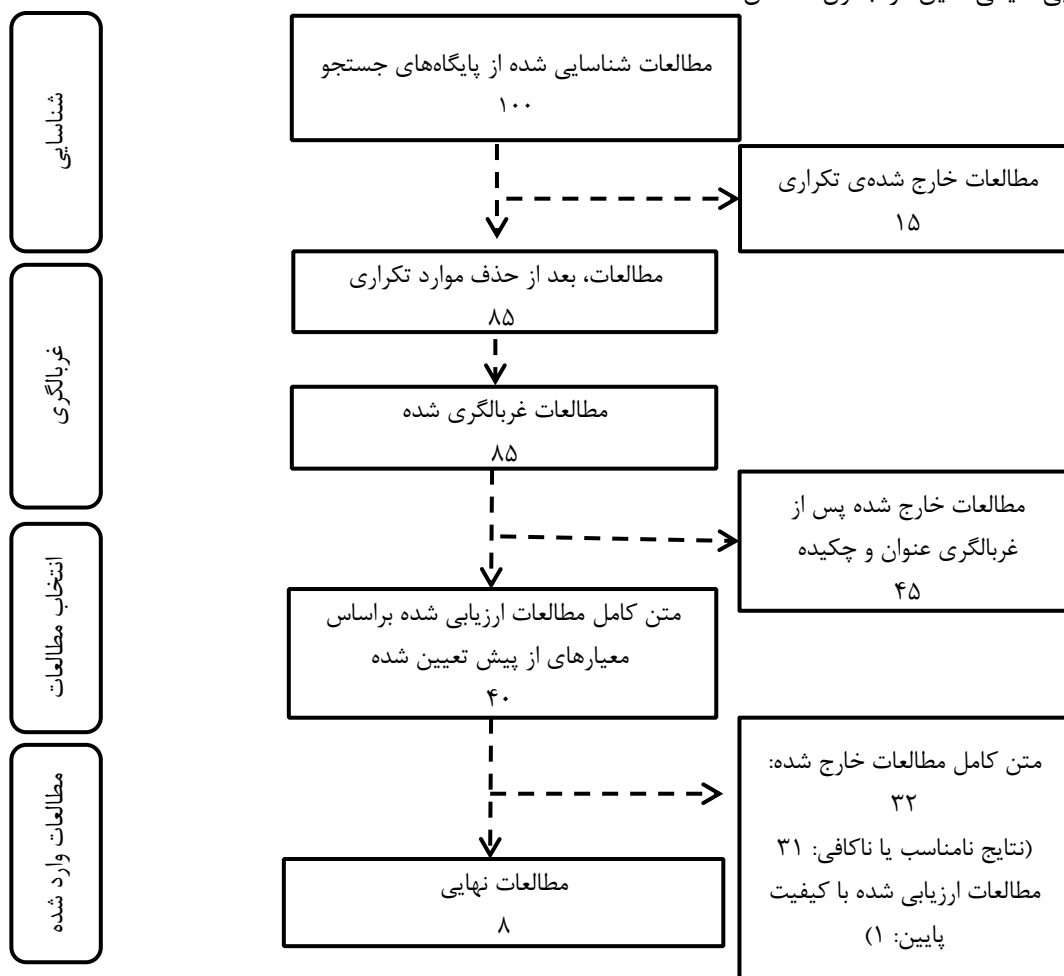 شناسایی
مطالعات شناسایی شده از پایگاه‌های جستجو
۱۰۰
مطالعات خارج شده‌ی تکراری
۱۵
غربالگری
مطالعات، بعد از حذف موارد تکراری
۸۵
مطالعات غربالگری شده
۸۵
مطالعات خارج شده پس از
غربالگری عنوان و چکیده
۴۵
انتخاب مطالعات
متن کامل مطالعات ارزیابی شده براساس
معیارهای از پیش تعیین شده
۴۰
متن کامل مطالعات خارج شده:
۳۲
(نتایج نامناسب یا ناکافی: ۳۱
مطالعات ارزیابی شده با کیفیت
پایین: ۱)
مطالعات وارد شده
مطالعات نهایی
۸